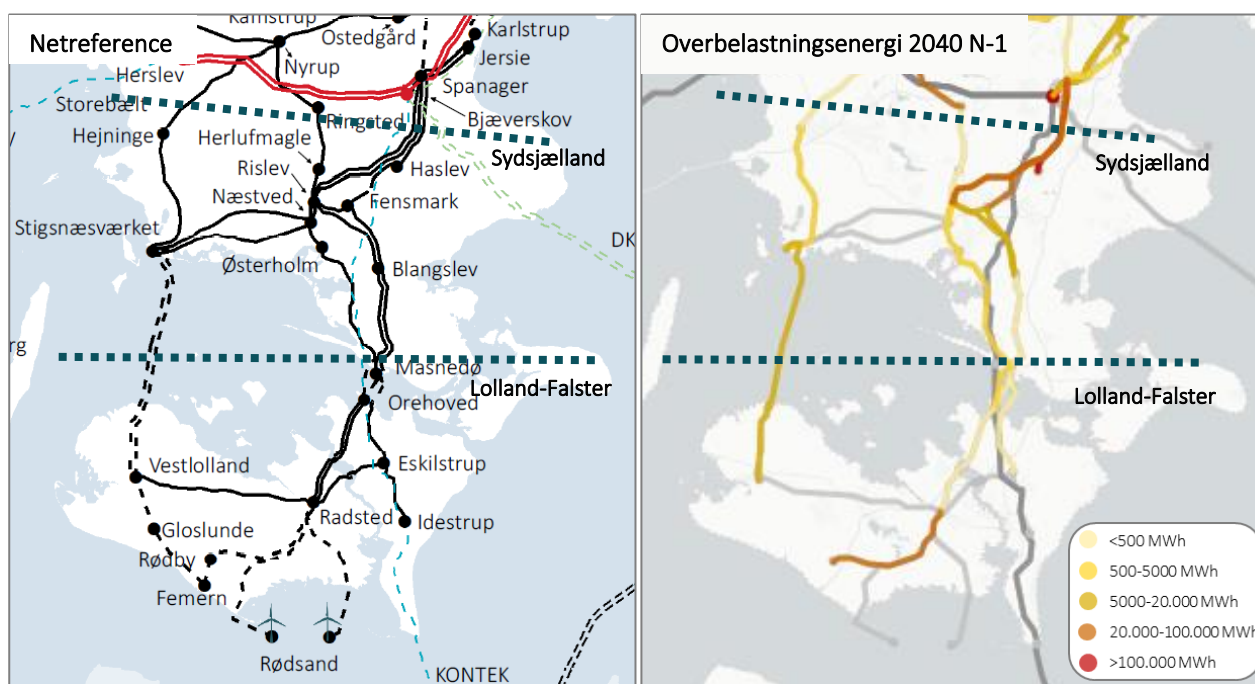 Kamstrup
Ostedgård
Karlstrup
Netreference
Jersie
Nyrup
Herslev
Spanager
Storebælt
Ringsted
Bjæverskov
Hejninge
Herlufmagle
Sydsjælland
Rislev
Haslev
Næstved
Fensmark
Stigsnæsværket
DK
Østerholm
Blangslev
rg
Masnedø
Lolland-Falster
Orehoved
Vestlolland
Eskilstrup
Radsted
Idestrup
Gloslunde
Rødby
Femern
Rødsand
KONTEK
Overbelastningsenergi 2040 N-1
Sydsjælland
Lolland-Falster
<500 MWh
500-5000 MWh
5000-20.000 MWh
20.000-100.000 MWh
>100.000 MWh